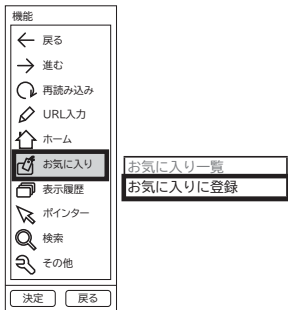 機能
戻る
進む
再読み込み
URL入力
ホーム
お気に入り
お気に入り一覧
お気に入りに登録
表示履歴
ポインター
検索
その他
決定 戻る